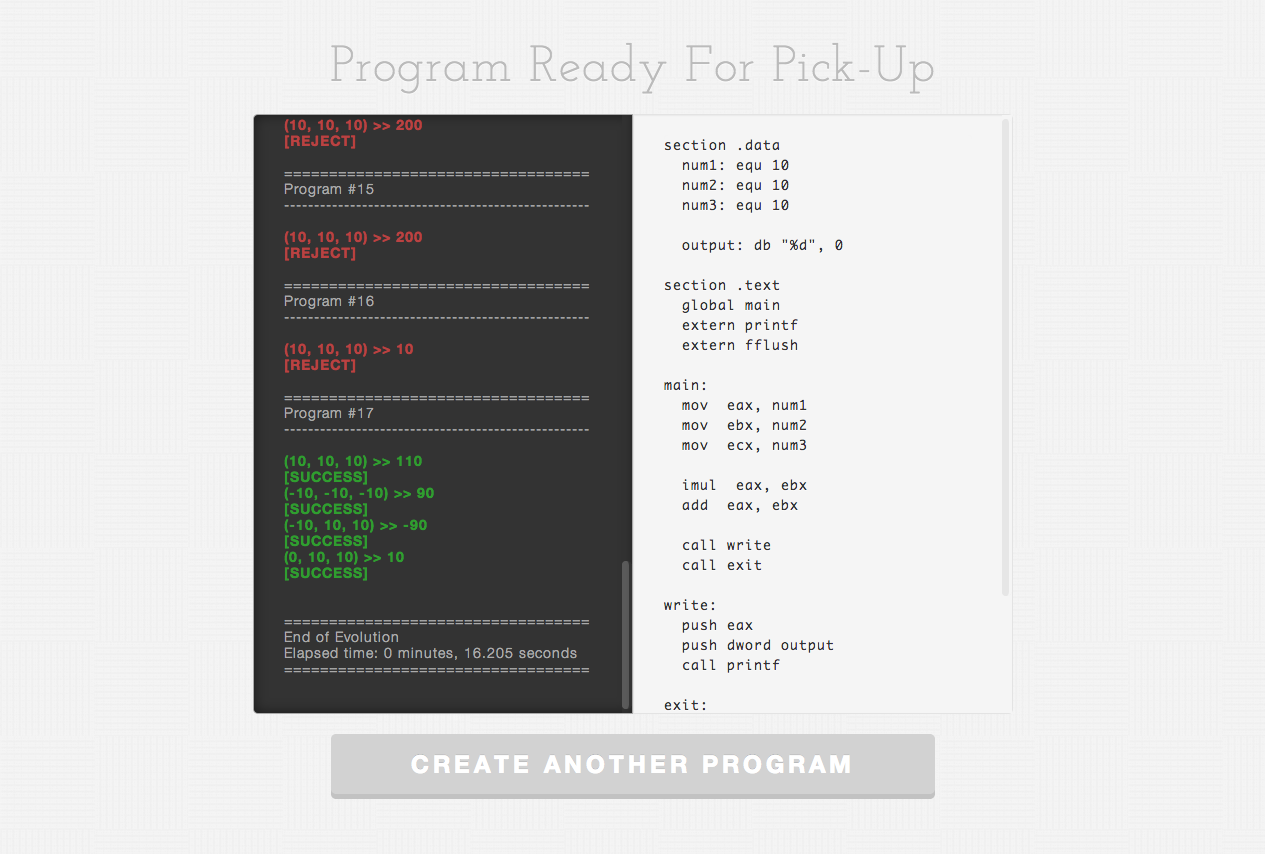 Program Ready For Pick-Up
(10, 10, 10) >> 200
[REJECT]
===================================
Program #15
---------------------------------------------------
(10, 10, 10) >> 200
[REJECT]
===================================
Program #16
---------------------------------------------------
(10, 10, 10) >> 10
[REJECT]
===================================
Program #17
---------------------------------------------------
(10, 10, 10) >> 110
[SUCCESS]
(-10, -10, -10) >> 90
[SUCCESS]
(-10, 10, 10) >> -90
[SUCCESS]
(0, 10, 10) >> 10
[SUCCESS]
===================================
End of Evolution
Elapsed time: 0 minutes, 16.205 seconds
===================================
section .data
num1: equ 10
num2: equ 10
num3: equ 10
output: db "%d", 0
section .text
global main
extern printf
extern fflush
main:
mov  eax, num1
mov  ebx, num2
mov  ecx, num3
imul  eax, ebx
add  eax, ebx
call write
call exit
write:
push eax
push dword output
call printf
exit:
CREATE ANOTHER PROGRAM